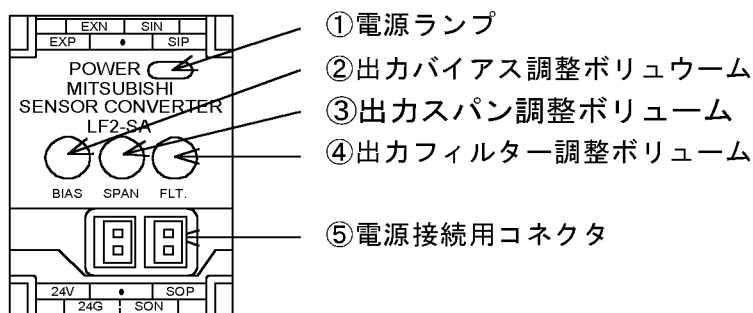 EXN SIN
EXP • SIP
POWER
MITSUBISHI
SENSOR CONVERTER
LF2-SA
BIAS SPAN FLT.
24V • SOP
24G SON
①電源ランプ
②出力バイアス調整ボリュウーム
③出力スパン調整ボリューム
④出力フィルター調整ボリューム
⑤電源接続用コネクタ